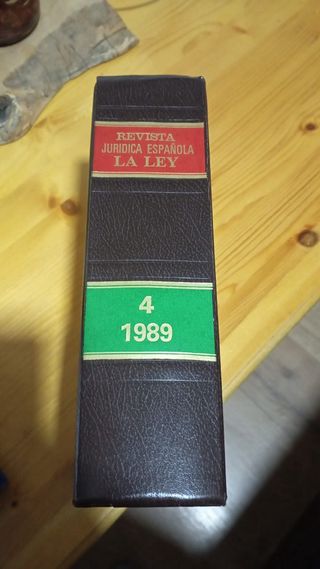 REVISTA
JURIDICA ESPAÑOLA
LA LEY
4
1989